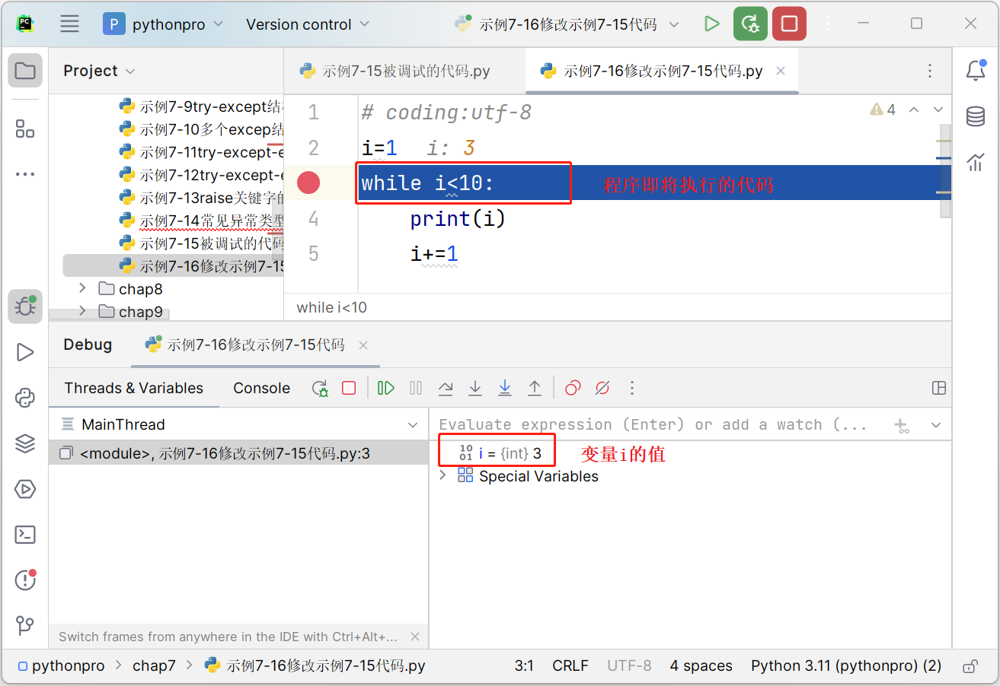 PC P pythonpro Version control 示例7-16修改示例7-15代码
Project
示例7-15被调试的代码.py 示例7-16修改示例7-15代码.py
示例7-9try-except结构
示例7-10多个excep结
示例7-11try-except-e
示例7-12try-except-e
示例7-13raise关键字的
示例7-14常见异常类型
示例7-15被调试的代码
示例7-16修改示例7-15
chap8
chap9
1 # coding:utf-8
4
2 i=1 i: 3
while i<10: 程序即将执行的代码
4 print(i)
5 i+=1
while i<10
Debug 示例7-16修改示例7-15代码
Threads & Variables Console
MainThread
<module>, 示例7-16修改示例7-15代码.py:3
Evaluate expression (Enter) or add a watch (...
10
01 i = {int} 3 变量i的值
Special Variables
Switch frames from anywhere in the IDE with Ctrl+Alt+...
pythonpro > chap7 > 示例7-16修改示例7-15代码.py 3:1 CRLF UTF-8 4 spaces Python 3.11 (pythonpro) (2)